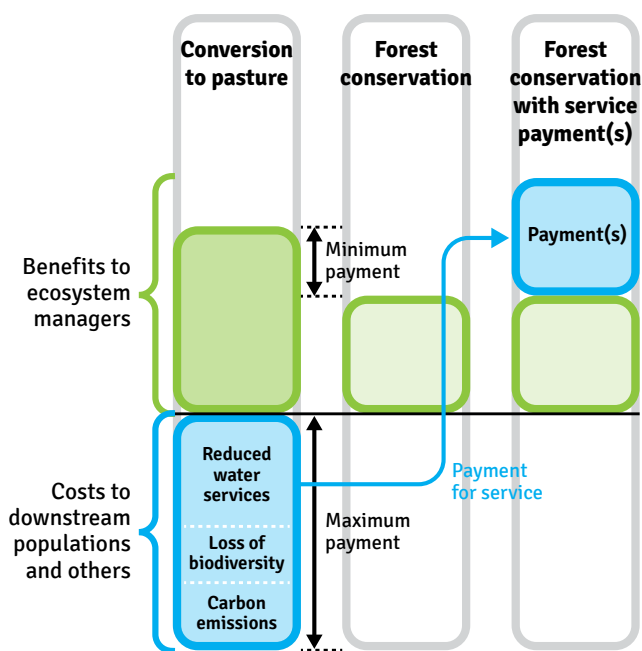 Conversion
to pasture
Forest
conservation
Forest
conservation
with service
payment(s)
Benefits to
ecosystem
managers
Minimum
payment
Payment(s)
Costs to
downstream
populations
and others
Reduced
water
services
Loss of
biodiversity
Carbon
emissions
Maximum
payment
Payment
for service